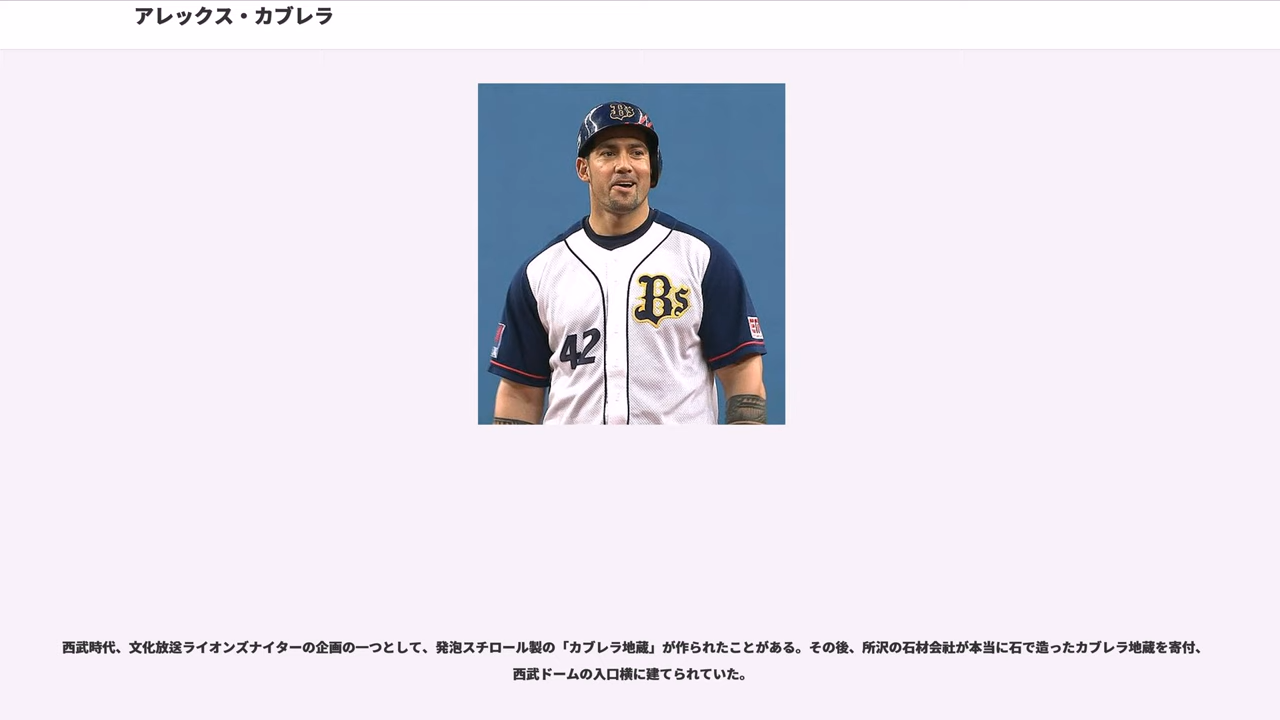 アレックス・カブレラ
Bs
Bs
42
西武時代、文化放送ライオンズナイターの企画の一つとして、発泡スチロール製の「カブレラ地蔵」が作られたことがある。その後、所沢の石材会社が本当に石で造ったカブレラ地蔵を寄付、
西武ドームの入口横に建てられていた。